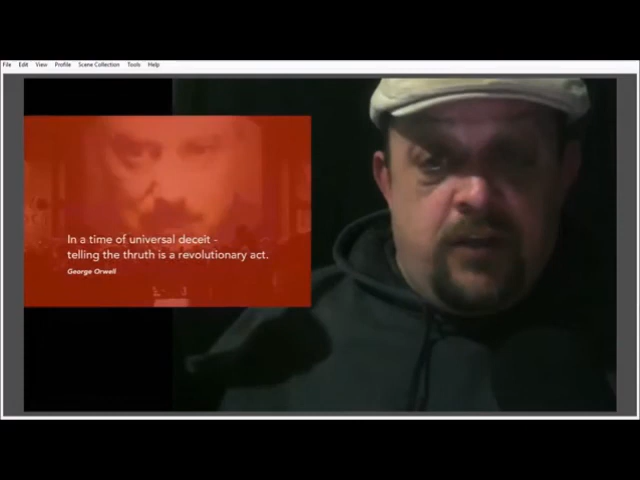 File Edit View Profile Scene Collection Tools Help
In a time of universal deceit -
telling the thruth is a revolutionary act.
George Orwell